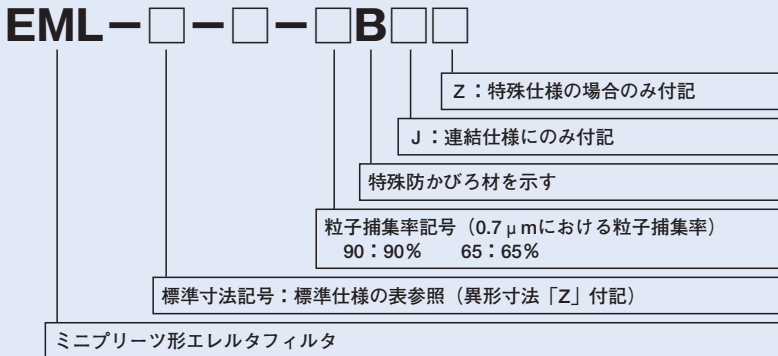 EML－□－□－□B□□
Z：特殊仕様の場合のみ付記
J：連結仕様にのみ付記
特殊防かびろ材を示す
粒子捕集率記号（0.7μmにおける粒子捕集率）
90：90%　65：65%
標準寸法記号：標準仕様の表参照（異形寸法「Z」付記）
ミニプリーツ形エレルタフィルタ